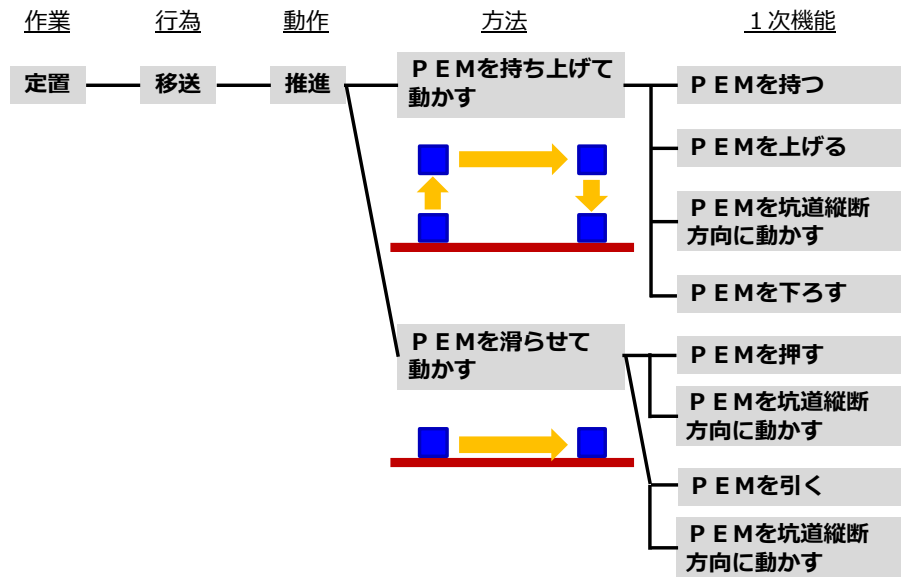 作業 行為 動作 方法 １次機能
定置 移送 推進 ＰＥＭを持ち上げて
動かす
ＰＥＭを持つ
ＰＥＭを上げる
ＰＥＭを坑道縦断
方向に動かす
ＰＥＭを下ろす
ＰＥＭを滑らせて
動かす
ＰＥＭを押す
ＰＥＭを坑道縦断
方向に動かす
ＰＥＭを引く
ＰＥＭを坑道縦断
方向に動かす